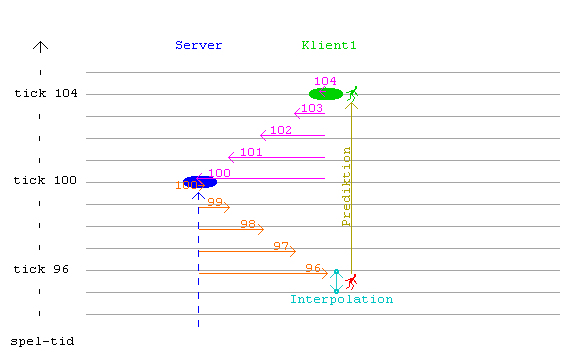 Server Klient1
104
tick 104
103
102
101
100
tick 100 100
99
98
97
tick 96 96
Prediktion
Interpolation
spel-tid